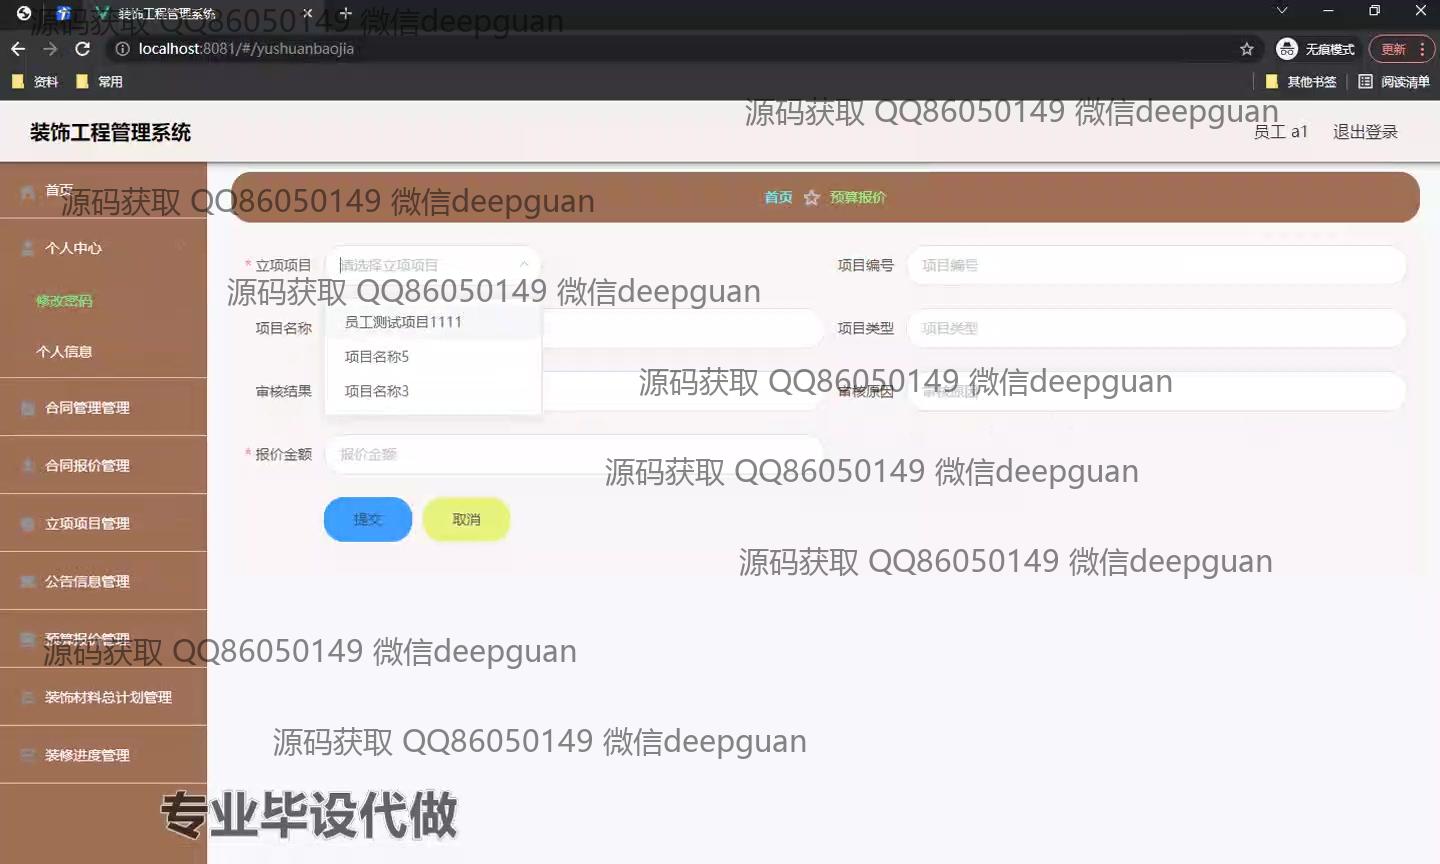 装饰工程管理系统
源码获取 QQ86050149 微信deepguan
localhost:8081/#/yushuanbaojia
无痕模式
更新
资料
常用
其他书签
阅读清单
源码获取 QQ86050149 微信deepguan
装饰工程管理系统
员工 a1
退出登录
首页
源码获取 QQ86050149 微信deepguan
首页
预算报价
个人中心
* 立项项目
请选择立项项目
项目编号
项目编号
源码获取 QQ86050149 微信deepguan
修改密码
员工测试项目1111
项目名称
项目类型
项目类型
个人信息
项目名称5
源码获取 QQ86050149 微信deepguan
审核结果
项目名称3
审核原因
审核原因
合同管理管理
* 报价金额
报价金额
合同报价管理
源码获取 QQ86050149 微信deepguan
提交
取消
立项项目管理
源码获取 QQ86050149 微信deepguan
公告信息管理
预算报价管理
源码获取 QQ86050149 微信deepguan
装饰材料总计划管理
源码获取 QQ86050149 微信deepguan
装修进度管理
专业毕设代做